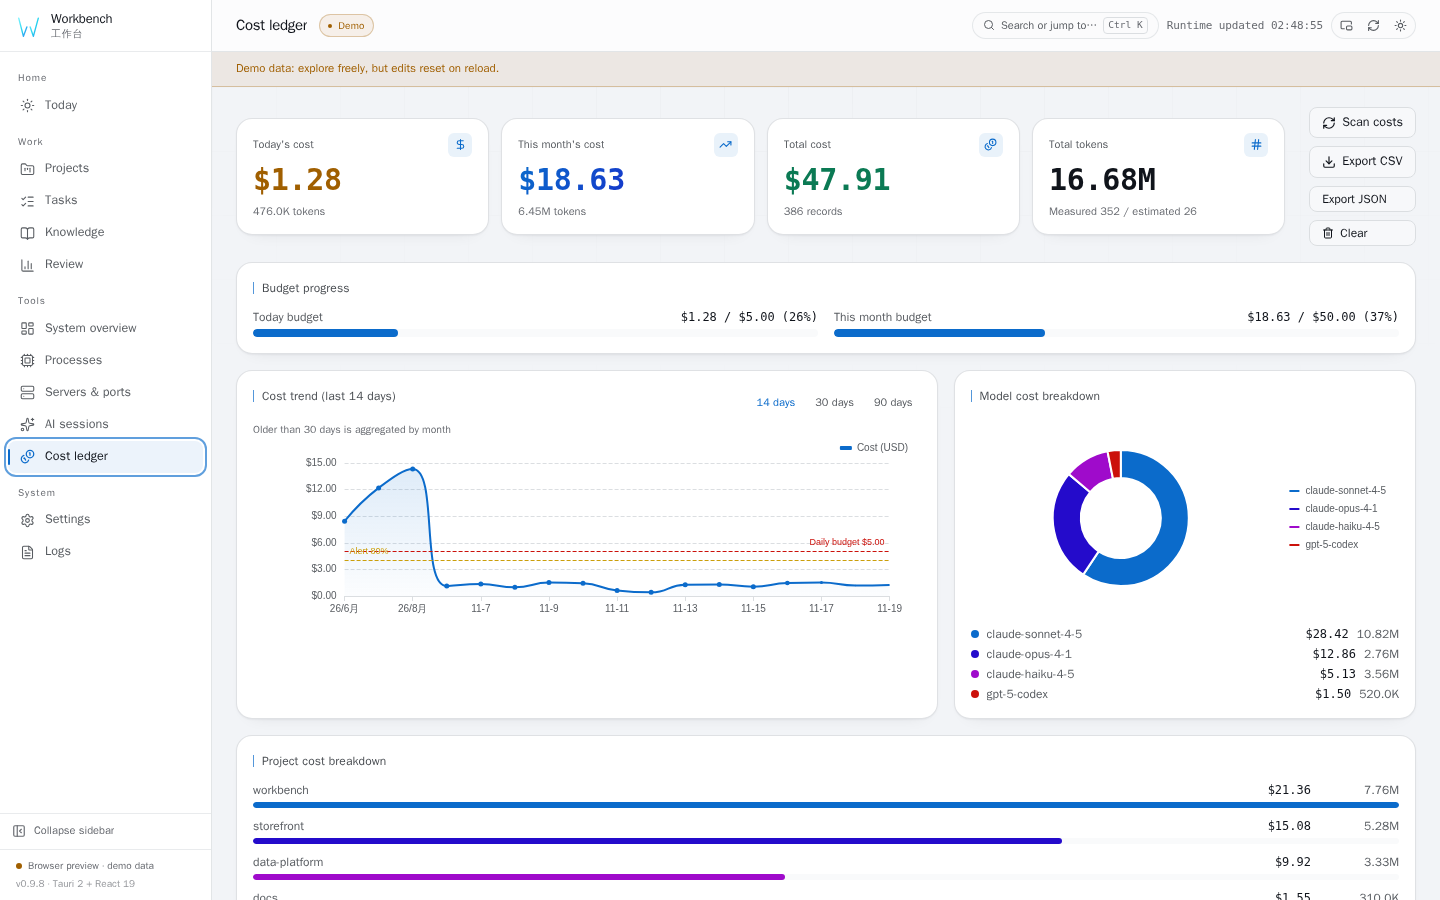 Workbench
工作台
Home
Today
Work
Projects
Tasks
Knowledge
Review
Tools
System overview
Processes
Servers & ports
AI sessions
Cost ledger
System
Settings
Logs
Collapse sidebar
Browser preview · demo data
v0.9.8 · Tauri 2 + React 19
Cost ledger
Demo
Search or jump to···
Ctrl K
Runtime updated 02:48:55
Demo data: explore freely, but edits reset on reload.
Today's cost
$1.28
476.0K tokens
This month's cost
$18.63
6.45M tokens
Total cost
$47.91
386 records
Total tokens
16.68M
Measured 352 / estimated 26
Scan costs
Export CSV
Export JSON
Clear
Budget progress
Today budget
$1.28 / $5.00 (26%)
This month budget
$18.63 / $50.00 (37%)
Cost trend (last 14 days)
14 days
30 days
90 days
Older than 30 days is aggregated by month
Cost (USD)
$15.00
$12.00
$9.00
$6.00
$3.00
$0.00
Alert 80%
Daily budget $5.00
26/6月
26/8月
11-7
11-9
11-11
11-13
11-15
11-17
11-19
Model cost breakdown
claude-sonnet-4-5
claude-opus-4-1
claude-haiku-4-5
gpt-5-codex
claude-sonnet-4-5 $28.42 10.82M
claude-opus-4-1 $12.86 2.76M
claude-haiku-4-5 $5.13 3.56M
gpt-5-codex $1.50 520.0K
Project cost breakdown
workbench $21.36 7.76M
storefront $15.08 5.28M
data-platform $9.92 3.33M
docs $1.55 310.0K